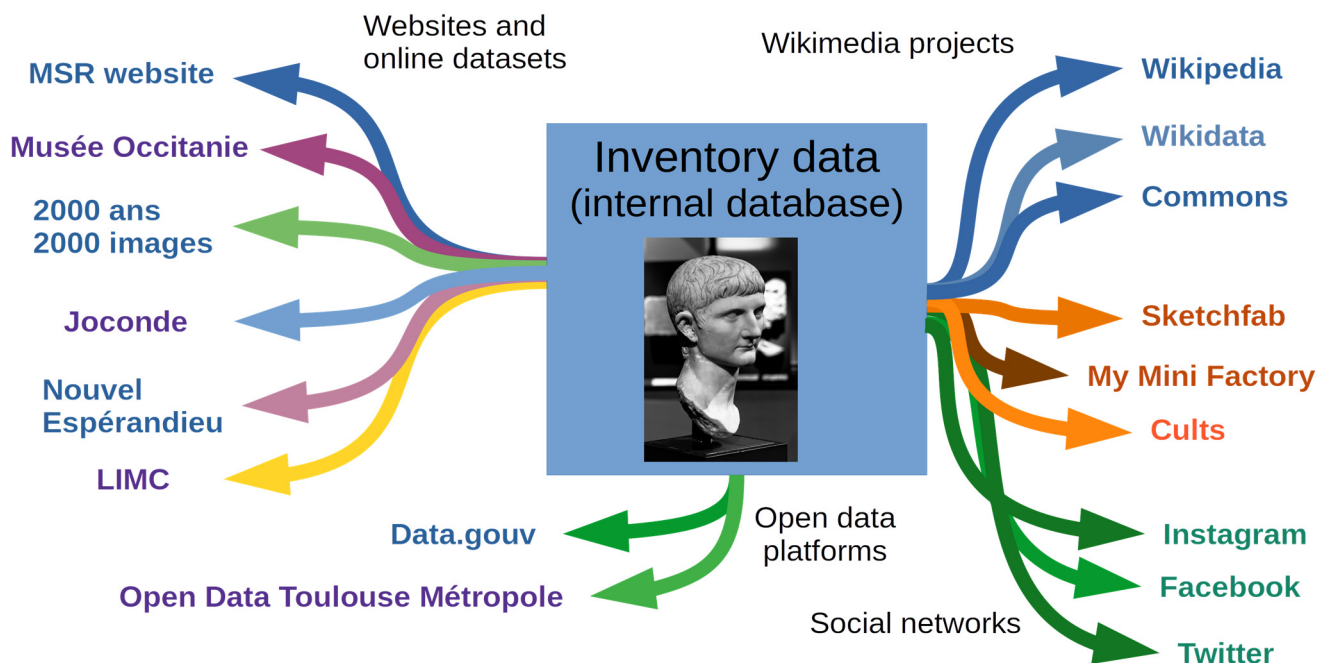 Websites and
online datasets
MSR website
Musée Occitanie
2000 ans
2000 images
Joconde
Nouvel
Espérandieu
LIMC
Inventory data
(internal database)
Wikimedia projects
Wikipedia
Wikidata
Commons
Sketchfab
My Mini Factory
Cults
Open data
platforms
Data.gouv
Open Data Toulouse Métropole
Social networks
Instagram
Facebook
Twitter